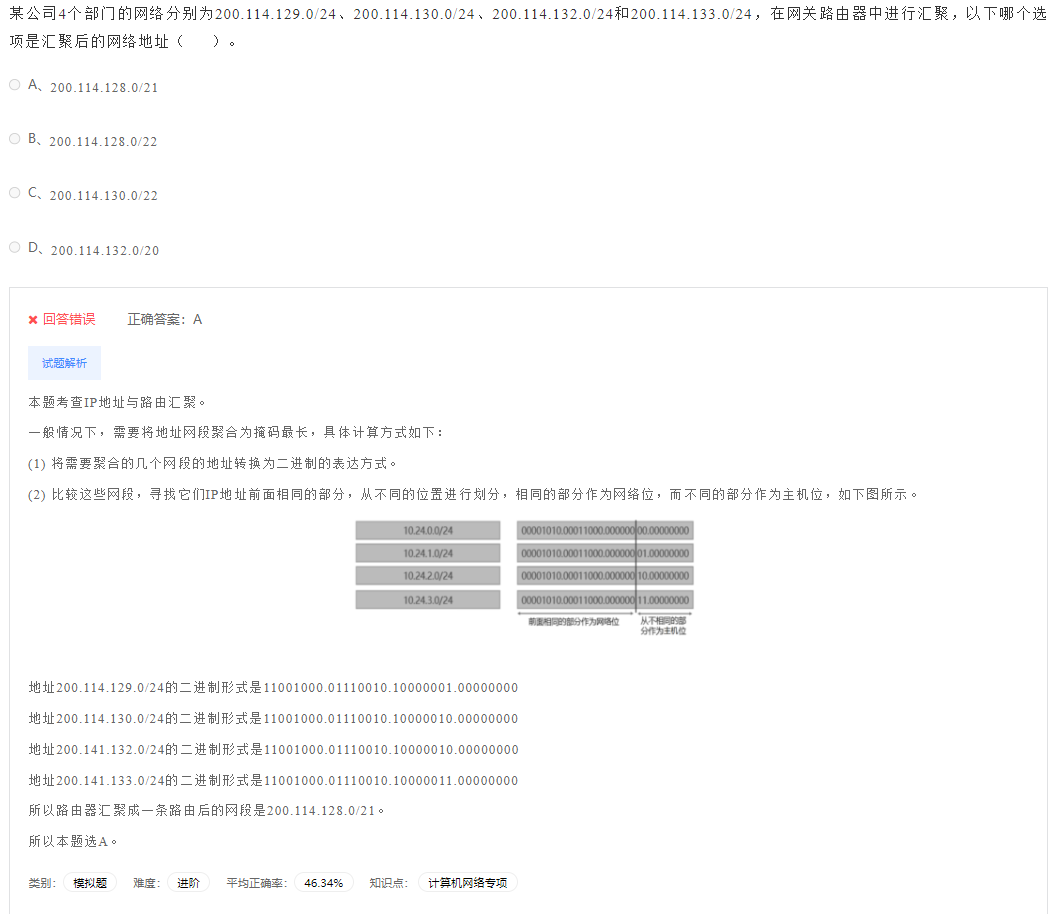 某公司4个部门的网络分别为200.114.129.0/24、200.114.130.0/24、200.114.132.0/24和200.114.133.0/24，在网关路由器中进行汇聚，以下哪个选
项是汇聚后的网络地址（　　）。
A、200.114.128.0/21
B、200.114.128.0/22
C、200.114.130.0/22
D、200.114.132.0/20
回答错误 正确答案：A
试题解析
本题考查IP地址与路由汇聚。
一般情况下，需要将地址网段聚合为掩码最长，具体计算方式如下：
(1) 将需要聚合的几个网段的地址转换为二进制的表达方式。
(2) 比较这些网段，寻找它们IP地址前面相同的部分，从不同的位置进行划分，相同的部分作为网络位，而不同的部分作为主机位，如下图所示。
10.24.0.0/24 00001010.00011000.00000000.00000000
10.24.1.0/24 00001010.00011000.00000001.00000000
10.24.2.0/24 00001010.00011000.00000010.00000000
10.24.3.0/24 00001010.00011000.00000011.00000000
前面相同的部分作为网络位 从不相同的部
分作为主机位
地址200.114.129.0/24的二进制形式是11001000.01110010.10000001.00000000
地址200.114.130.0/24的二进制形式是11001000.01110010.10000010.00000000
地址200.141.132.0/24的二进制形式是11001000.01110010.10000010.00000000
地址200.141.133.0/24的二进制形式是11001000.01110010.10000011.00000000
所以路由器汇聚成一条路由后的网段是200.114.128.0/21。
所以本题选A。
类别： 模拟题 难度： 进阶 平均正确率： 46.34% 知识点： 计算机网络专项